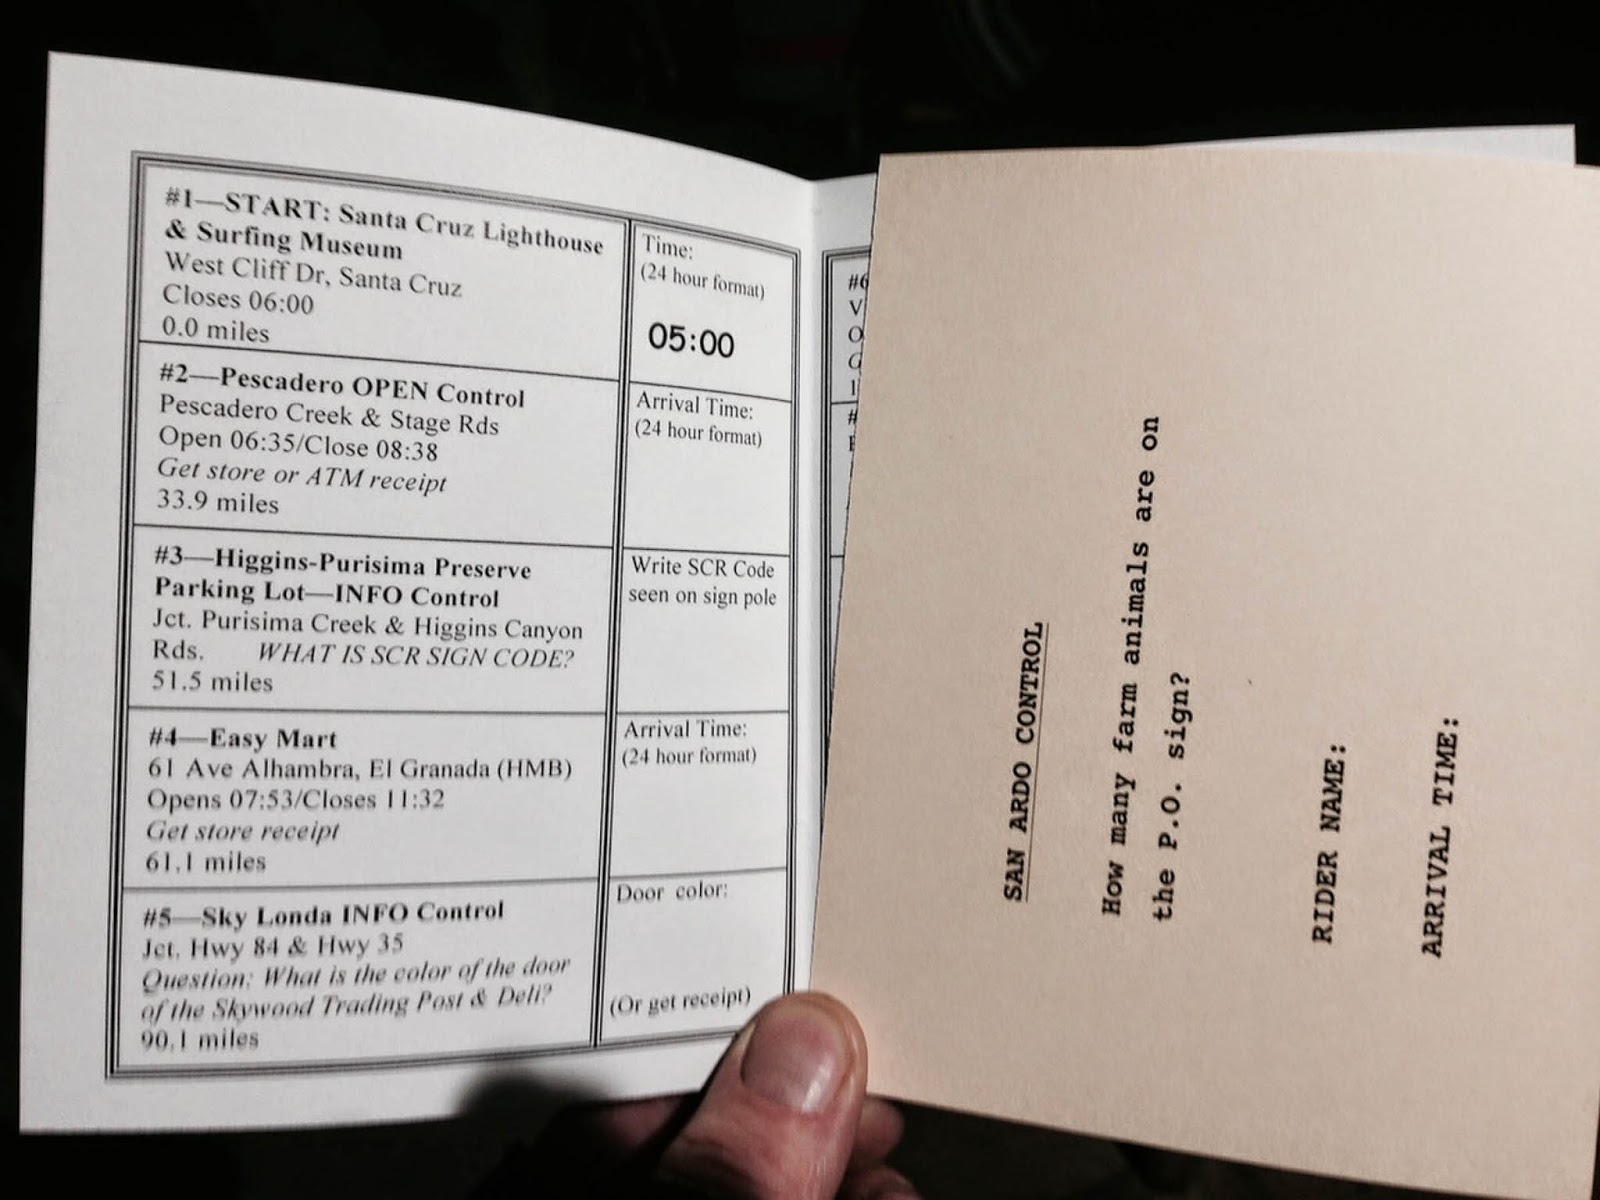 #1—START: Santa Cruz Lighthouse
& Surfing Museum
West Cliff Dr, Santa Cruz
Closes 06:00
0.0 miles
Time:
(24 hour format)
05:00
#2—Pescadero OPEN Control
Pescadero Creek & Stage Rds
Open 06:35/Close 08:38
Get store or ATM receipt
33.9 miles
Arrival Time:
(24 hour format)
#3—Higgins-Purisima Preserve
Parking Lot—INFO Control
Jct. Purisima Creek & Higgins Canyon
Rds. WHAT IS SCR SIGN CODE?
51.5 miles
Write SCR Code
seen on sign pole
#4—Easy Mart
61 Ave Alhambra, El Granada (HMB)
Opens 07:53/Closes 11:32
Get store receipt
61.1 miles
Arrival Time:
(24 hour format)
#5—Sky Londa INFO Control
Jct. Hwy 84 & Hwy 35
Question: What is the color of the door
of the Skywood Trading Post & Deli?
90.1 miles
Door color:
(Or get receipt)
SAN ARDO CONTROL
How many farm animals are on
the P.O. sign?
RIDER NAME:
ARRIVAL TIME: